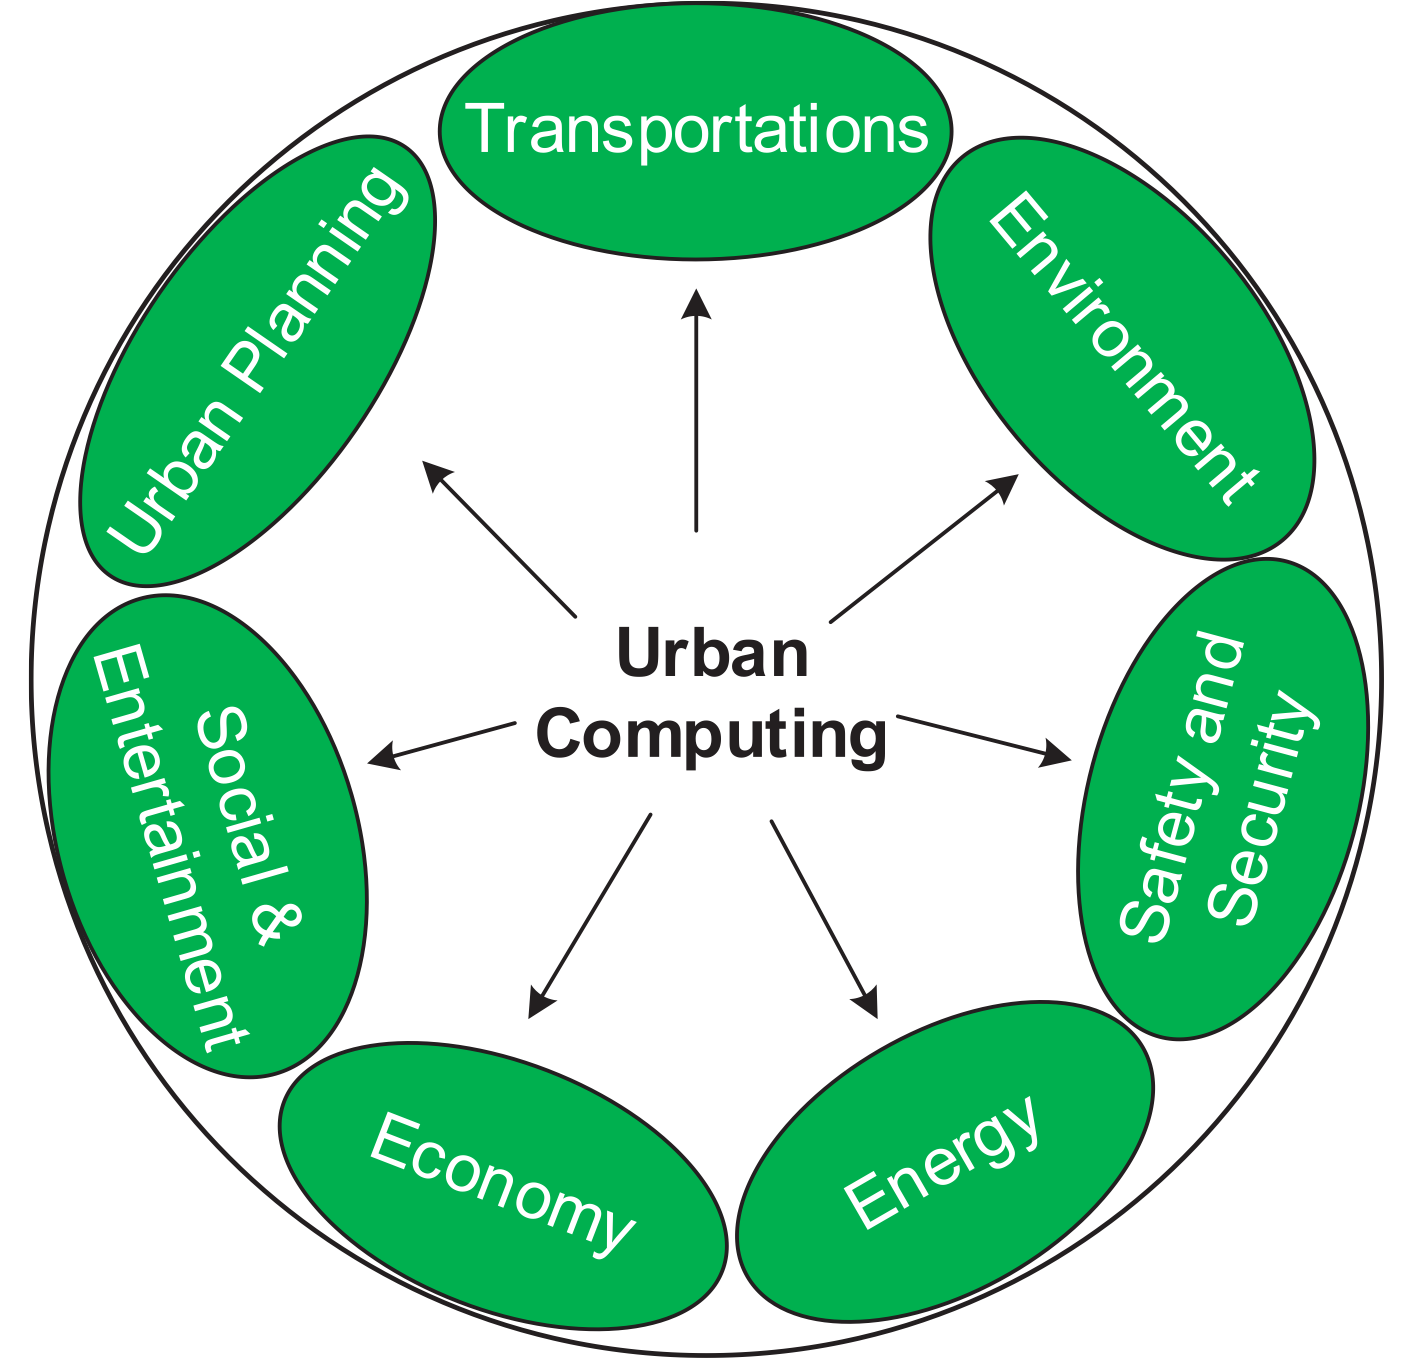 Transportations
Environment
Safety and
Security
Energy
Economy
Social &
Entertainment
Urban Planning
Urban
Computing